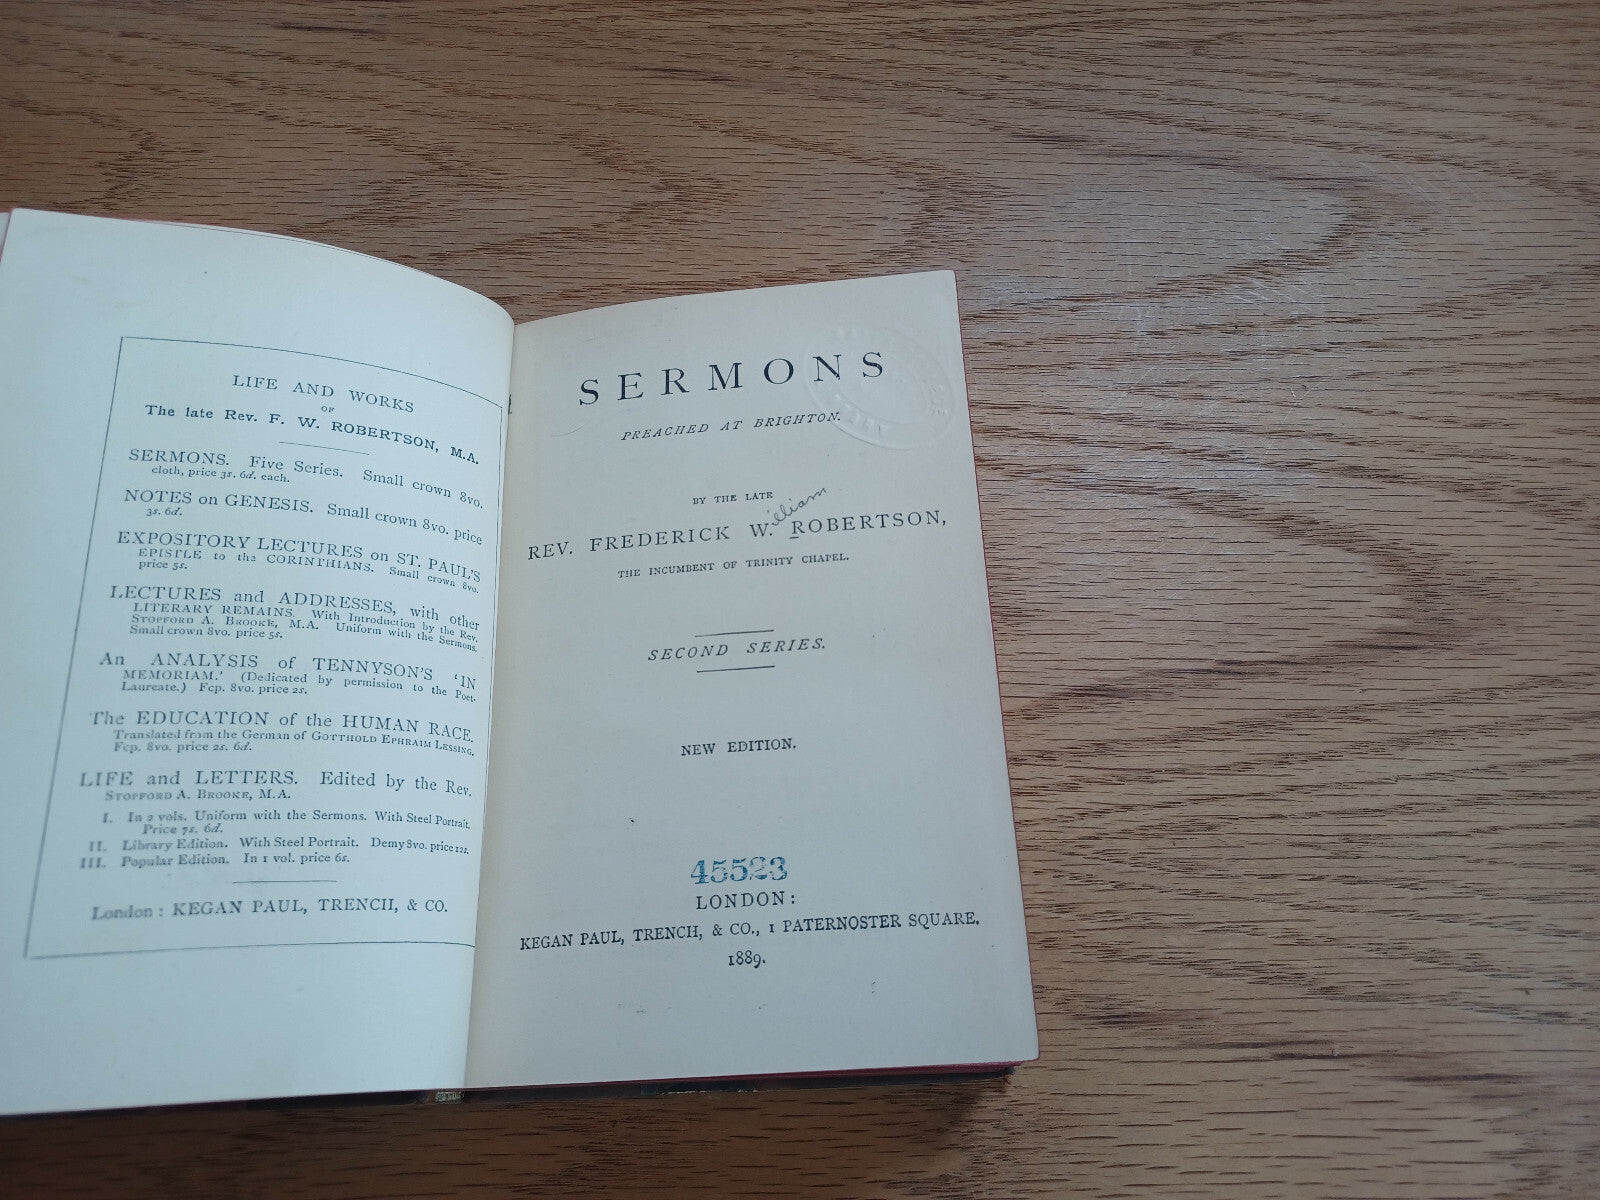 LIFE AND WORKS
OF
The late Rev. F. W. ROBERTSON, M.A.
SERMONS. Five Series. Small crown 8vo.
cloth, price 3s. 6d. each.
NOTES on GENESIS. Small crown 8vo. price
3s. 6d.
EXPOSITORY LECTURES on ST. PAUL'S
EPISTLE to the CORINTHIANS. Small crown 8vo.
price 5s.
LECTURES and ADDRESSES, with other
LITERARY REMAINS. With Introduction by the Rev.
STOPFORD A. BROOKE, M.A. Uniform with the Sermons.
Small crown 8vo. price 5s.
An ANALYSIS of TENNYSON'S 'IN
MEMORIAM.' (Dedicated by permission to the Poet-
Laureate.) Fcp. 8vo. price 2s.
The EDUCATION of the HUMAN RACE.
Translated from the German of GOTTHOLD EPHRAIM LESSING.
Fcp. 8vo. price 2s. 6d.
LIFE and LETTERS. Edited by the Rev.
STOPFORD A. BROOKE, M.A.
I. In 2 vols. Uniform with the Sermons. With Steel Portrait.
Price 7s. 6d.
II. Library Edition. With Steel Portrait. Demy 8vo. price 12s.
III. Popular Edition. In 1 vol. price 6s.
London: KEGAN PAUL, TRENCH, & CO.
SERMONS
PREACHED AT BRIGHTON.
BY THE LATE
illiam
REV. FREDERICK W. ROBERTSON,
THE INCUMBENT OF TRINITY CHAPEL.
SECOND SERIES.
NEW EDITION.
45523
LONDON:
KEGAN PAUL, TRENCH, & CO., 1 PATERNOSTER SQUARE.
1889.